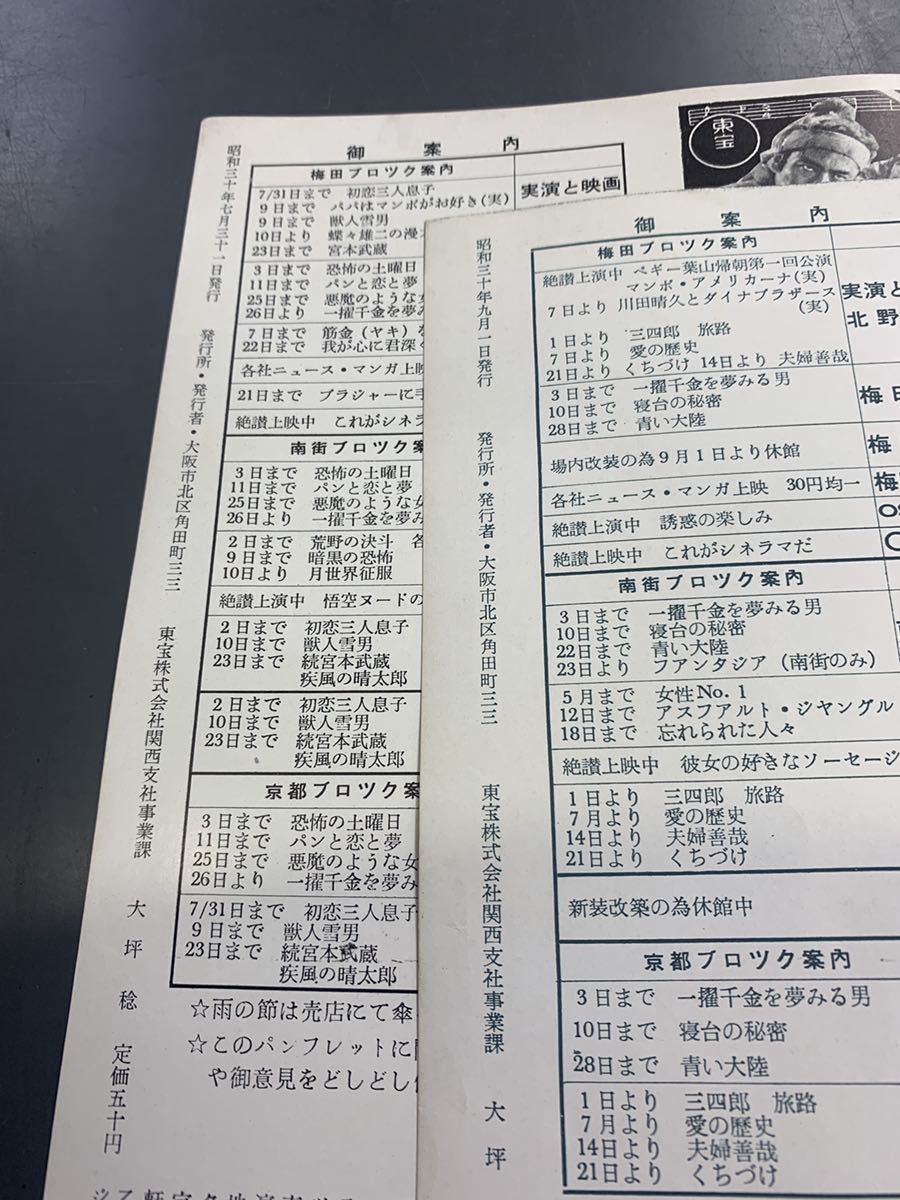 東宝
御案内
梅田ブロツク案内
実演と映画
7/31日まで 初恋三人息子
9日まで パパはマンボがお好き(実)
9日まで 獣人雪男
10日より 蝶々雄二の漫
23日まで 宮本武蔵
3日まで 恐怖の土曜日
11日まで パンと恋と夢
25日まで 悪魔のような女
26日より 一擢千金を夢み
7日まで 筋金(ヤキ)を
22日まで 我が心に君深く
各社ニュース・マンガ上映
21日まで ブラジャーに手
絶讃上映中 これがシネラ
南街ブロツク案
3日まで 恐怖の土曜日
11日まで パンと恋と夢
25日まで 悪魔のような女
26日より 一擢千金を夢み
2日まで 荒野の決斗 各
9日まで 暗黒の恐怖
10日より 月世界征服
絶讃上演中 悟空ヌードの
2日まで 初恋三人息子
10日まで 獣人雪男
23日まで 続宮本武蔵
疾風の晴太郎
2日まで 初恋三人息子
10日まで 獣人雪男
23日まで 続宮本武蔵
疾風の晴太郎
京都ブロツク案
3日まで 恐怖の土曜日
11日まで パンと恋と夢
25日まで 悪魔のような女
26日より 一擢千金を夢み
7/31日まで 初恋三人息子
9日まで 獣人雪男
23日まで 続宮本武蔵
疾風の晴太郎
☆雨の節は売店にて傘
☆このパンフレットに
や御意見をどしどし
昭和三十年七月三十一日発行 発行所・発行者・大阪市北区角田町三三 東宝株式会社関西支社事業課 大坪稔 定価五十円
御案内
梅田ブロツク案内
絶讃上演中 ペギー葉山帰朝第一回公演
マンボ・アメリカーナ(実)
7日より 川田晴久とダイナブラザース
(実)
実演と
北野
1日より 三四郎 旅路
7日より 愛の歴史
21日より くちづけ 14日より 夫婦善哉
3日まで 一擢千金を夢みる男
10日まで 寝台の秘密
28日まで 青い大陸
梅田
場内改装の為9月1日より休館
梅
各社ニュース・マンガ上映 30円均一
梅
絶讃上演中 誘惑の楽しみ
OS
絶讃上映中 これがシネラマだ
南街ブロツク案内
3日まで 一擢千金を夢みる男
10日まで 寝台の秘密
22日まで 青い大陸
23日より フアンタジア(南街のみ)
5月まで 女性No.1
12日まで アスフアルト・ジヤングル
18日まで 忘れられた人々
絶讃上映中 彼女の好きなソーセージ
1日より 三四郎 旅路
7月より 愛の歴史
14日より 夫婦善哉
21日より くちづけ
新装改築の為休館中
京都ブロツク案内
3日まで 一擢千金を夢みる男
10日まで 寝台の秘密
28日まで 青い大陸
1日より 三四郎 旅路
7月より 愛の歴史
14日より 夫婦善哉
21日より くちづけ
昭和三十年九月一日発行 発行所・発行者・大阪市北区角田町三三 東宝株式会社関西支社事業課 大坪